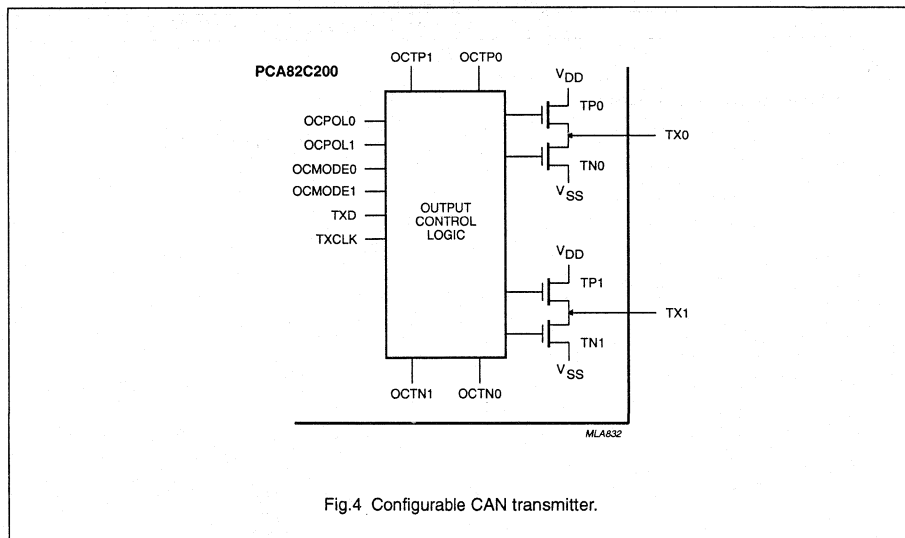 PCA82C200
OCTP1 OCTP0
VDD
TP0
OCPOL0
OCPOL1
OCMODE0
OCMODE1
TXD
TXCLK
OUTPUT
CONTROL
LOGIC
TX0
TN0
VSS
VDD
TP1
TX1
TN1
VSS
OCTN1 OCTN0
MLA832
Fig.4 Configurable CAN transmitter.